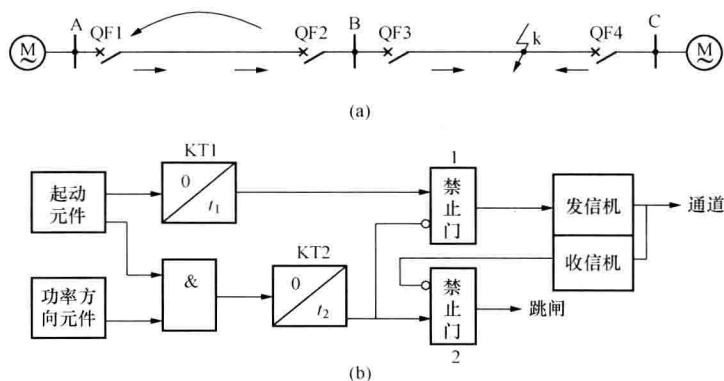 A
QF1
QF2
B
QF3
k
QF4
C
M
~
M
~
(a)
KT1
KT2
1
起动
元件
功率方
向元件
0
t₁
&
0
t₂
禁
止
门
禁
止
门
2
发信机
收信机
通道
跳闸
(b)